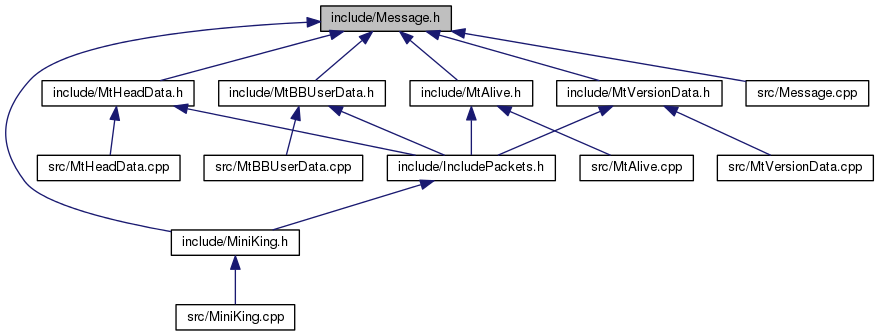 include/Message.h
include/MtHeadData.h
include/MtBBUserData.h
include/MtAlive.h
include/MtVersionData.h
src/Message.cpp
src/MtHeadData.cpp
src/MtBBUserData.cpp
include/IncludePackets.h
src/MtAlive.cpp
src/MtVersionData.cpp
include/MiniKing.h
src/MiniKing.cpp